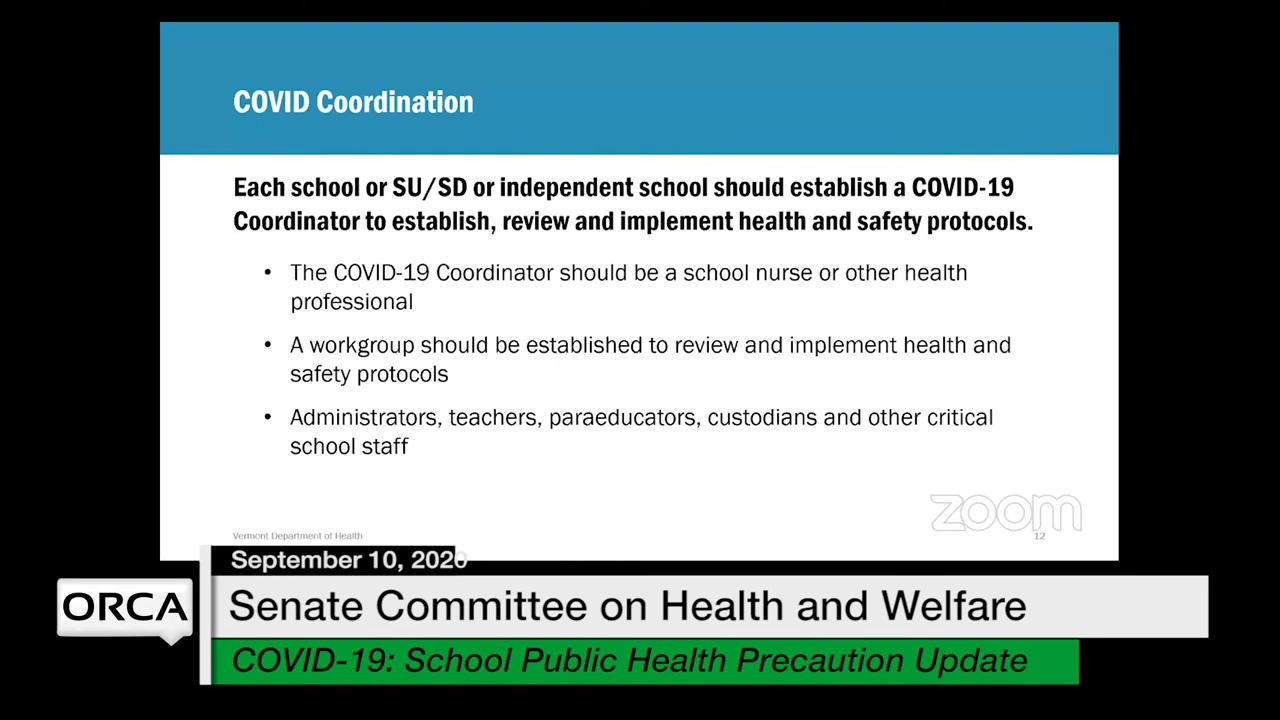 COVID Coordination
Each school or SU/SD or independent school should establish a COVID-19
Coordinator to establish, review and implement health and safety protocols.
• The COVID-19 Coordinator should be a school nurse or other health
professional
• A workgroup should be established to review and implement health and
safety protocols
• Administrators, teachers, paraeducators, custodians and other critical
school staff
zoom
Vermont Department of Health
12
September 10, 2020
ORCA
Senate Committee on Health and Welfare
COVID-19: School Public Health Precaution Update